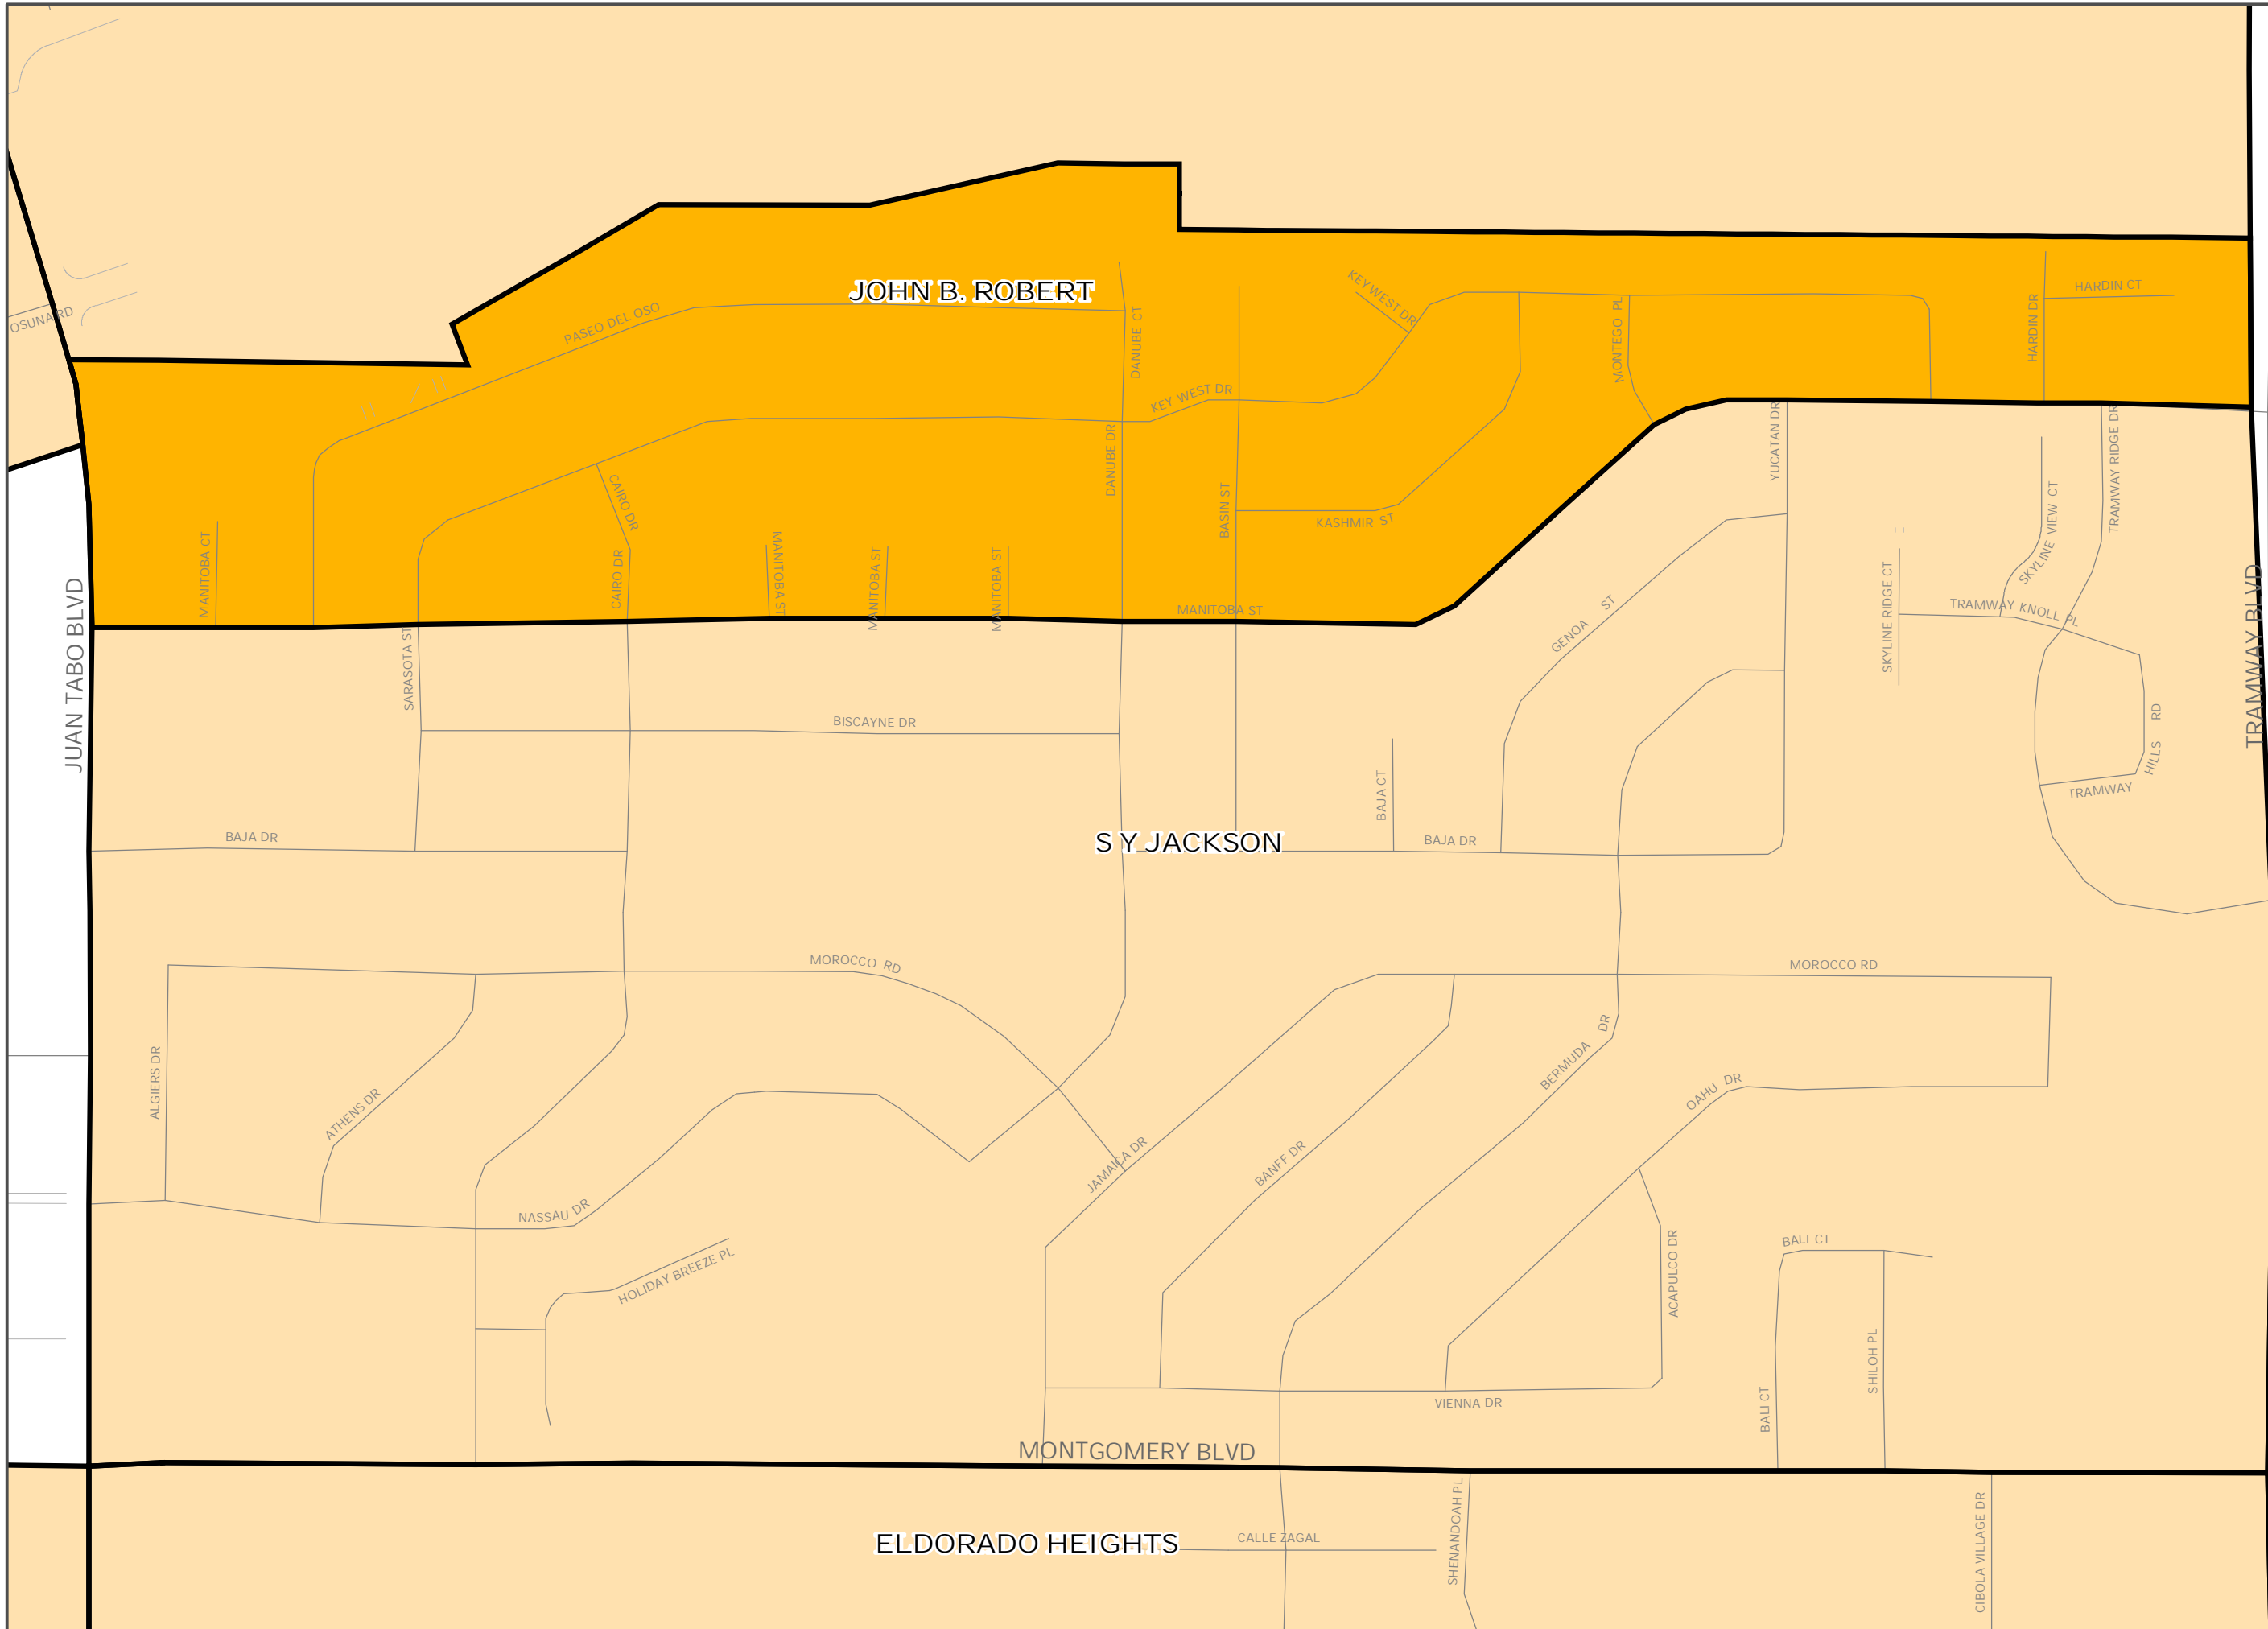 OSUNA RD
PASEO DEL OSO
JOHN B. ROBERT
DANUBE CT
KEYWEST DR
KEY WEST DR
MONTEGO PL
HARDIN DR
HARDIN CT
MANITOBA CT
CAIRO DR
CAIRO DR
MANITOBA ST
MANITOBA ST
MANITOBA ST
DANUBE DR
BASIN ST
KASHMIR ST
MANITOBA ST
YUCATAN DR
TRAMWAY RIDGE DR
SKYLINE VIEW CT
SKYLINE RIDGE CT
TRAMWAY KNOLL PL
GENOA ST
JUAN TABO BLVD
TRAMWAY BLVD
SARASOTA ST
BISCAYNE DR
TRAMWAY HILLS RD
BAJA DR
S Y JACKSON
BAJA CT
BAJA DR
MOROCCO RD
MOROCCO RD
ALGIERS DR
ATHENS DR
BERMUDA DR
OAHU DR
JAMAICA DR
BANFF DR
NASSAU DR
HOLIDAY BREEZE PL
ACAPULCO DR
BALI CT
BALI CT
SHILOH PL
VIENNA DR
MONTGOMERY BLVD
ELDORADO HEIGHTS
CALLE ZAGAL
SHENANDOAH PL
CIBOLA VILLAGE DR